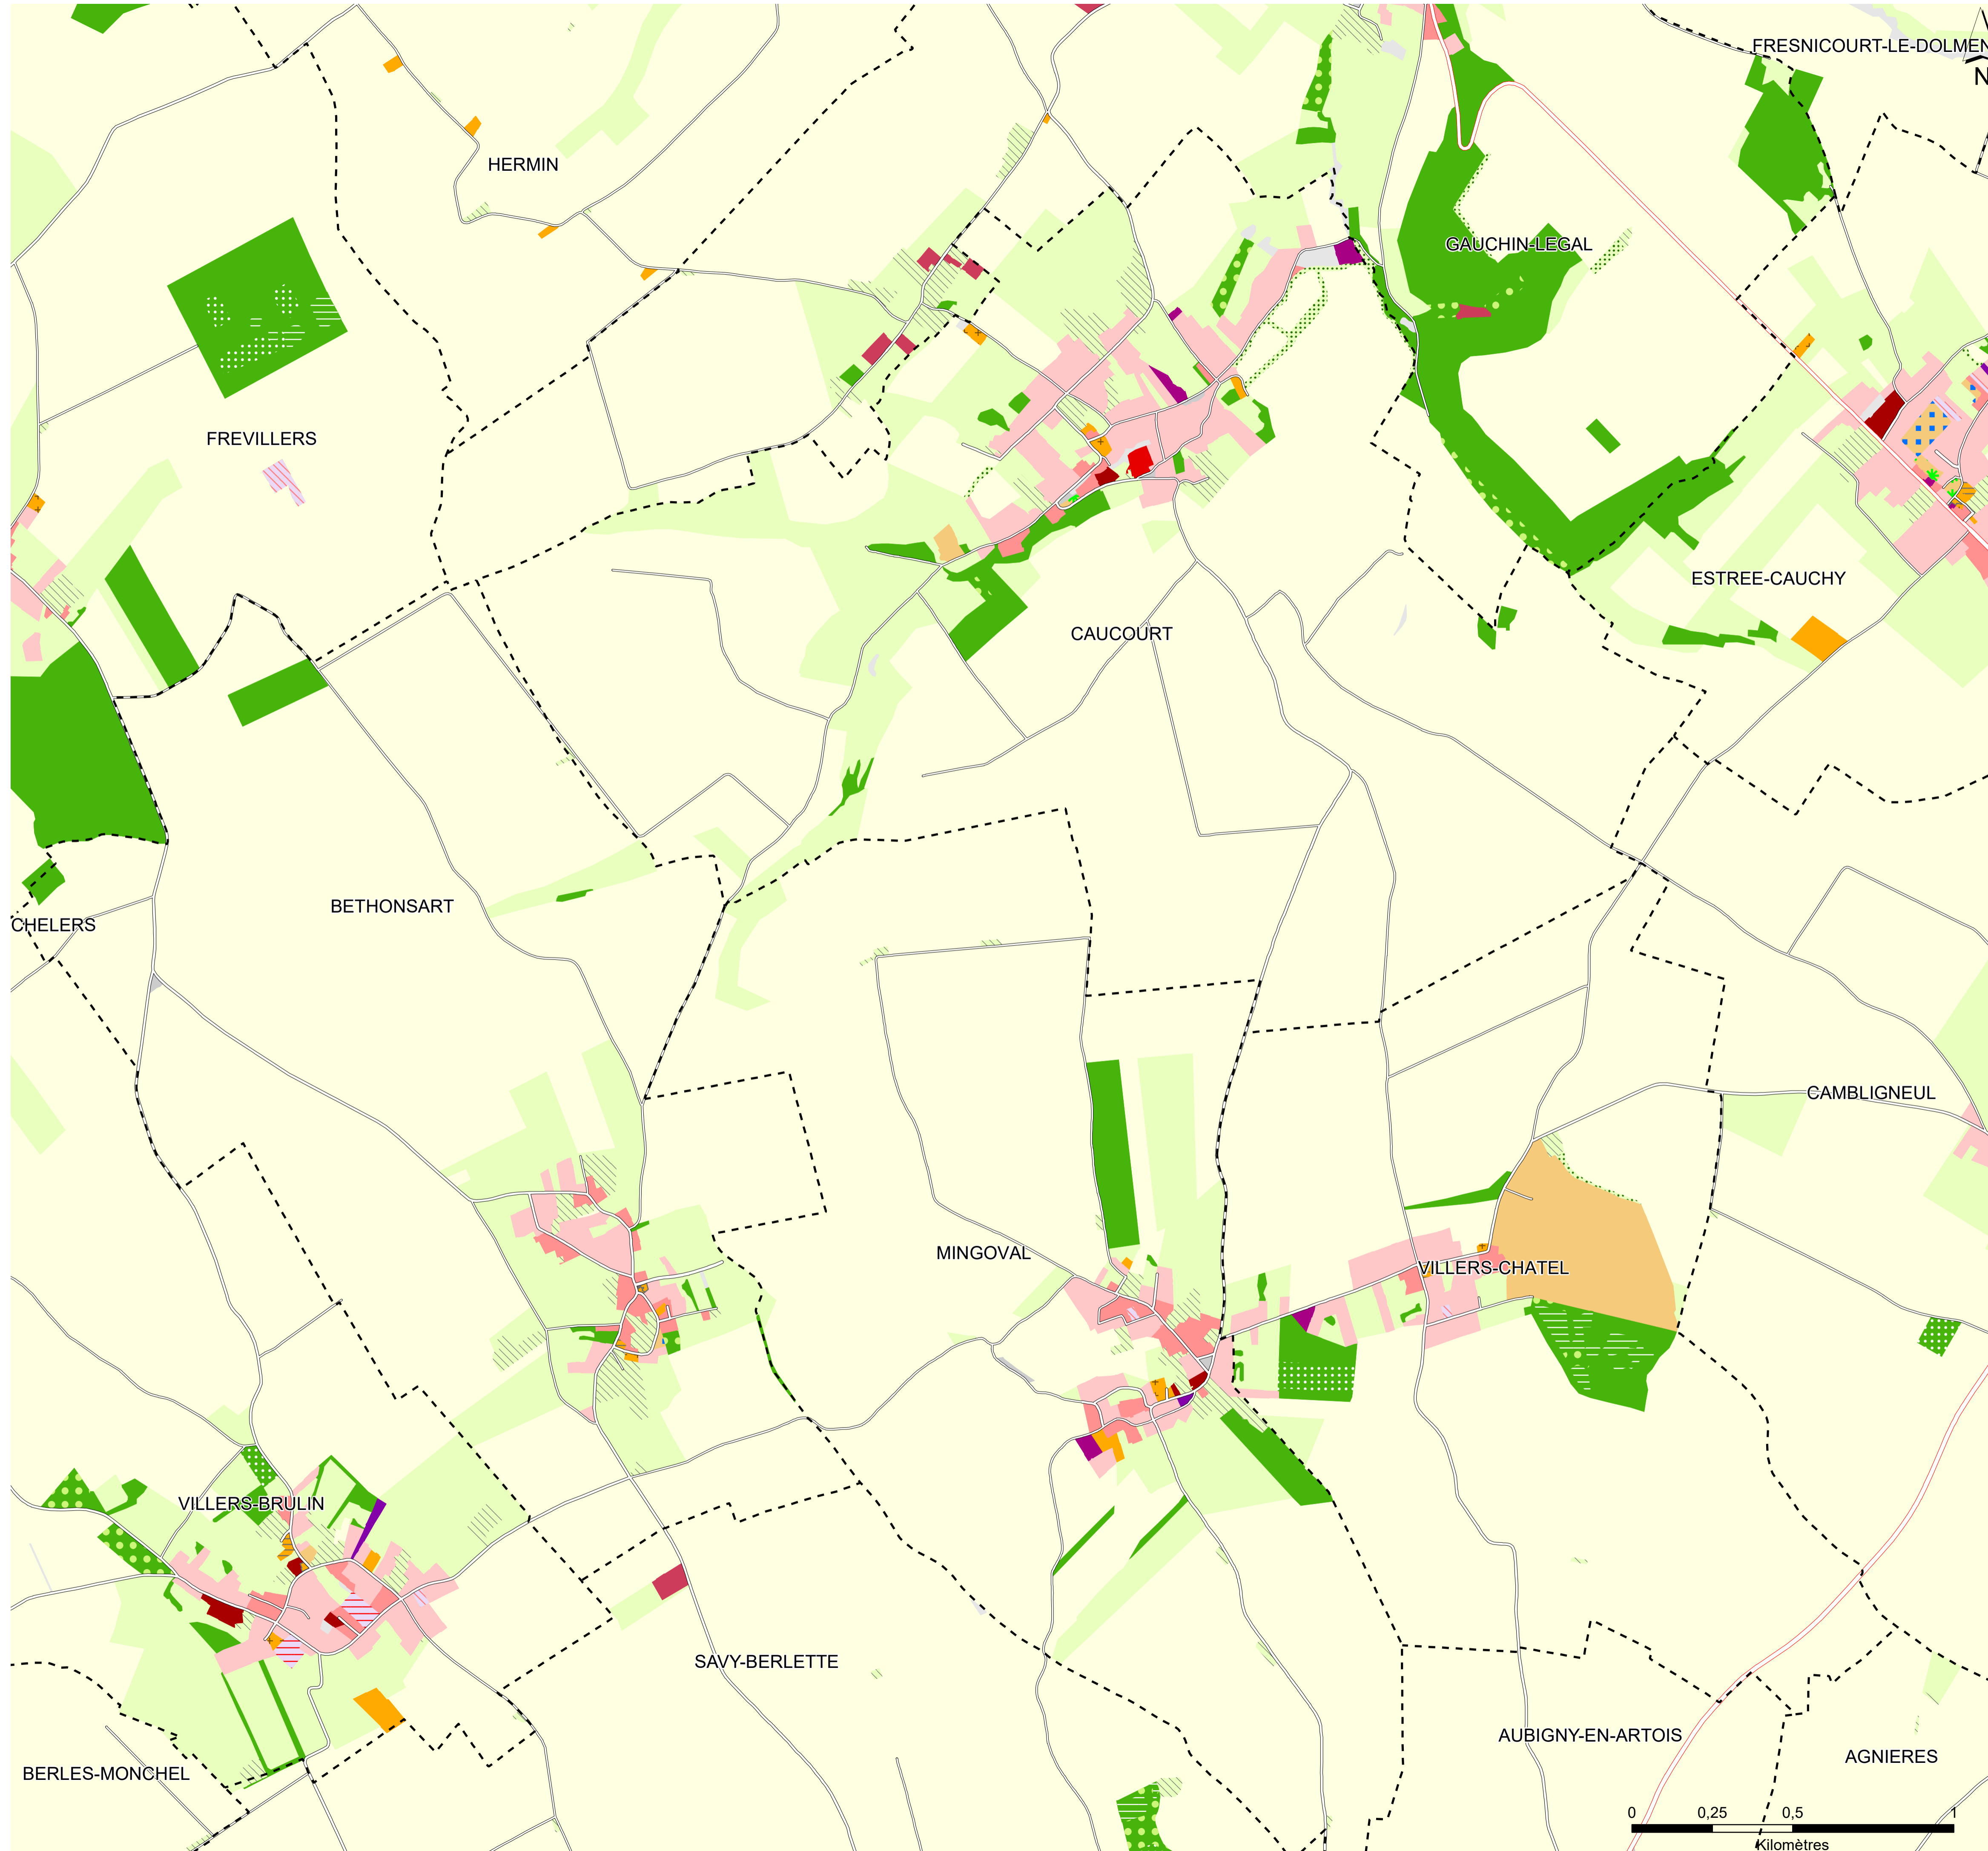 FRESNICOURT-LE-DOLMEN
N
HERMIN
GAUCHIN-LEGAL
FREVILLERS
ESTREE-CAUCHY
CAUCOURT
BETHONSART
CHELERS
CAMBLIGNEUL
MINGOVAL
VILLERS-CHATEL
VILLERS-BRULIN
SAVY-BERLETTE
AUBIGNY-EN-ARTOIS
AGNIERES
BERLES-MONCHEL
0 0,25 0,5 1
Kilomètres